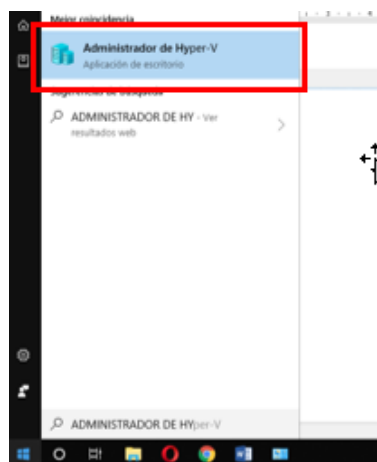 Mejor coincidencia
Administrador de Hyper-V
Aplicación de escritorio
Sugerencias de búsqueda
ADMINISTRADOR DE HY - Ver
resultados web
ADMINISTRADOR DE HYper-V